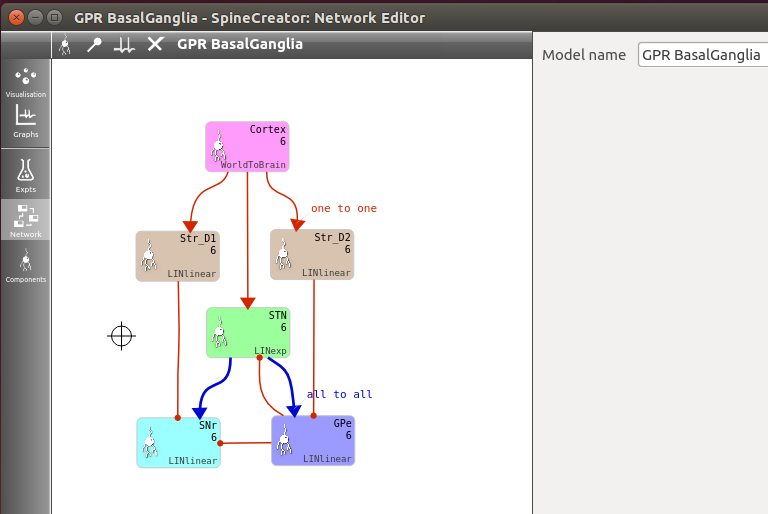 GPR BasalGanglia - SpineCreator: Network Editor
GPR BasalGanglia
Model name GPR BasalGanglia
Visualisation
Graphs
Expts
Network
Components
Cortex
6
WorldToBrain
one to one
Str_D1
6
LINlinear
Str_D2
6
LINlinear
STN
6
LINexp
all to all
SNr
6
LINlinear
GPe
6
LINlinear